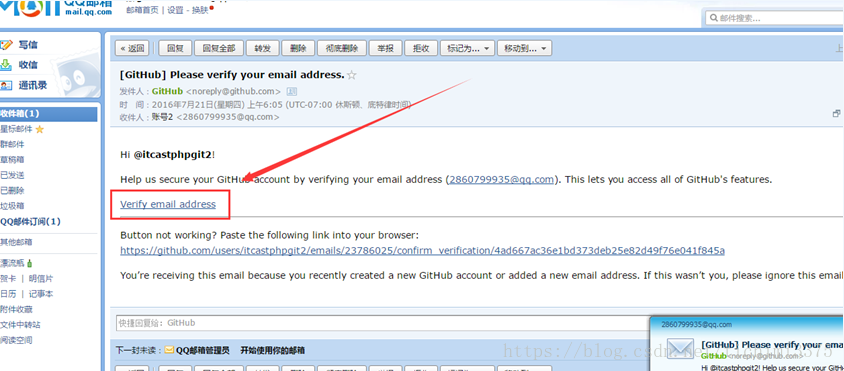 QQ邮箱
mail.qq.com
邮箱首页 | 设置 - 换肤
邮件搜索...
写信
收信
通讯录
« 返回 回复 回复全部 转发 删除 彻底删除 举报 拒收 标记为... 移动到...
[GitHub] Please verify your email address.
发件人：GitHub <noreply@github.com>
时 间：2016年7月21日(星期四) 上午6:05 (UTC-07:00 休斯顿、底特律时间)
收件人：账号2 <2860799935@qq.com>
收件箱(1)
星标邮件
群邮件
草稿箱
已发送
已删除
垃圾箱
QQ邮件订阅(1)
其他邮箱
漂流瓶
贺卡 | 明信片
日历 | 记事本
附件收藏
文件中转站
阅读空间
Hi @itcastphpgit2!
Help us secure your GitHub account by verifying your email address (2860799935@qq.com). This lets you access all of GitHub's features.
Verify email address
Button not working? Paste the following link into your browser:
https://github.com/users/itcastphpgit2/emails/23786025/confirm_verification/4ad667ac36e1bd373deb25e82d49f76e041f845a
You're receiving this email because you recently created a new GitHub account or added a new email address. If this wasn't you, please ignore this emai
快捷回复给：GitHub
下一封未读： QQ邮箱管理员 开始使用你的邮箱
2860799935@qq.com
[GitHub] Please verify your emai
GitHub<noreply@github.com>
Hi @itcastphpgit2! Help us secure your Git